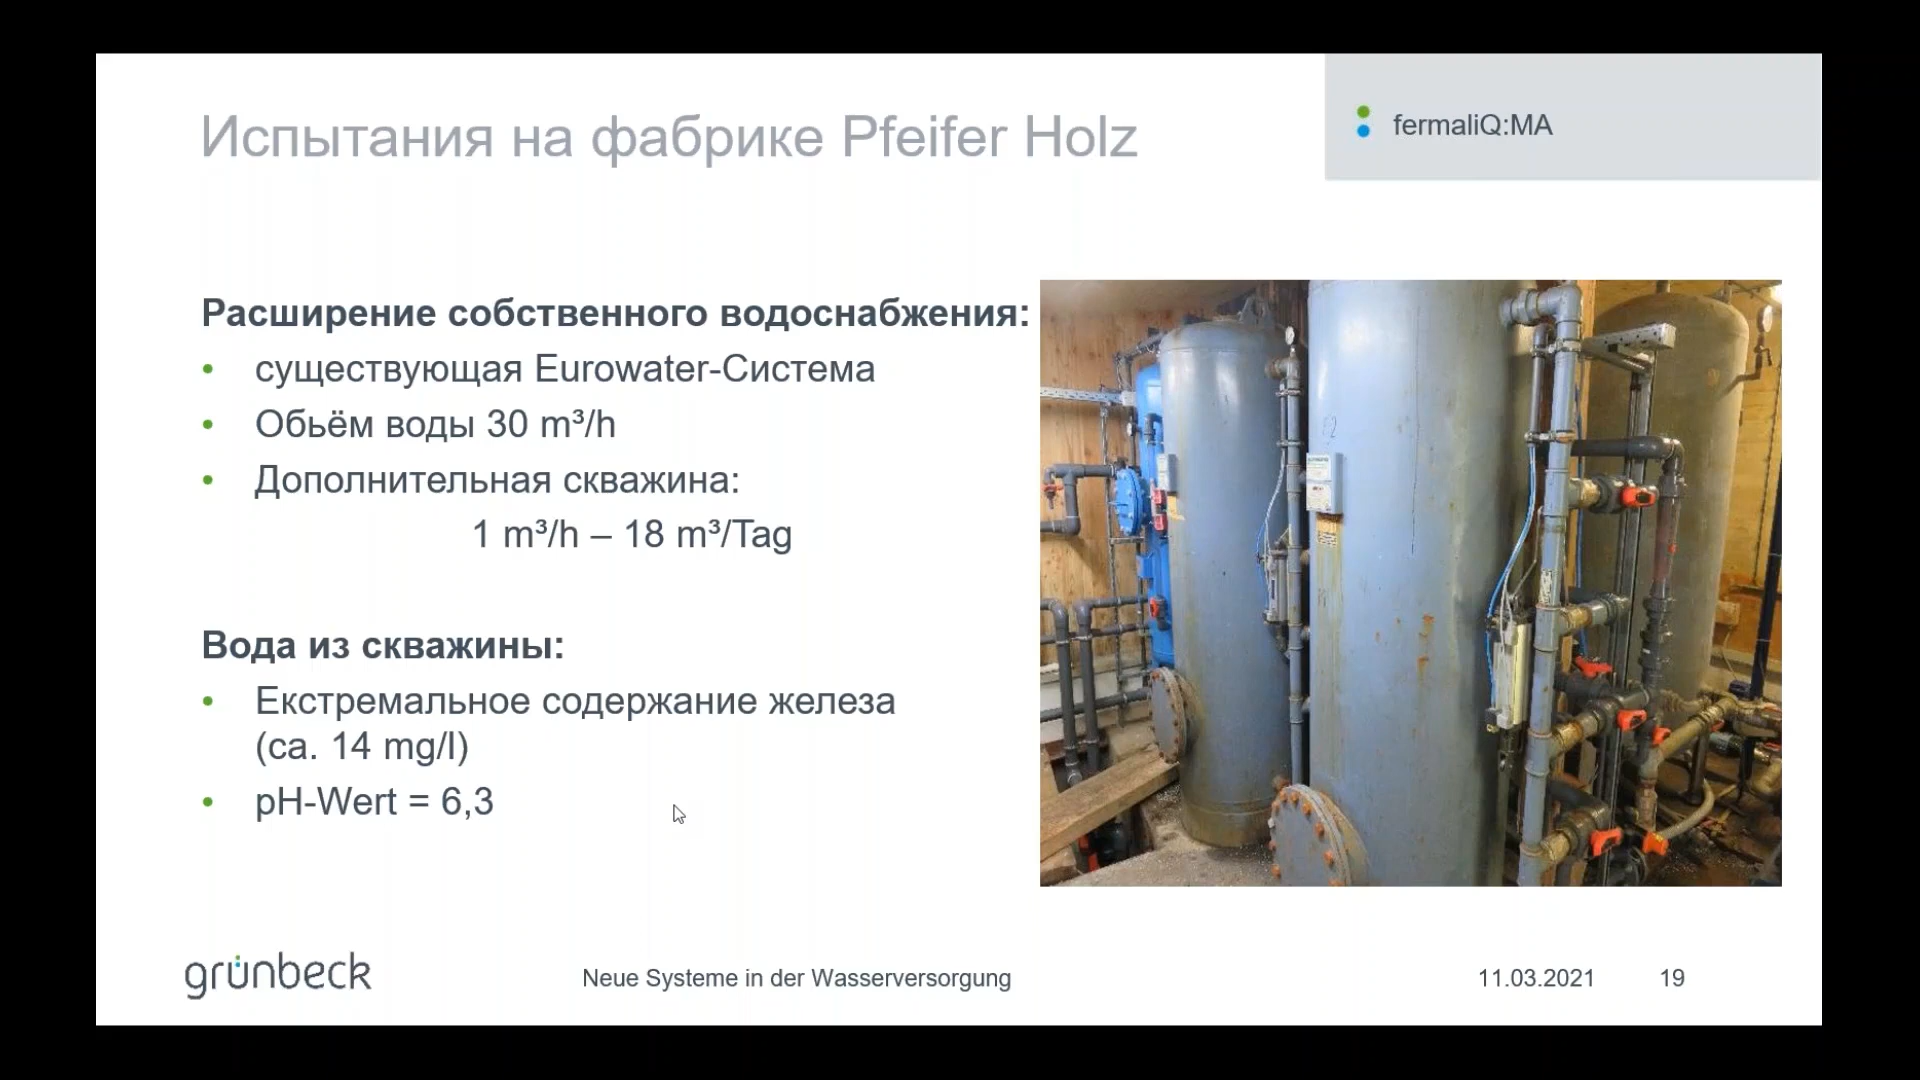 Испытания на фабрике Pfeifer Holz
fermaliQ:MA
Расширение собственного водоснабжения:
• существующая Eurowater-Система
• Обьём воды 30 m³/h
• Дополнительная скважина:
1 m³/h – 18 m³/Tag
Вода из скважины:
• Екстремальное содержание железа
(ca. 14 mg/l)
• pH-Wert = 6,3
grünbeck
Neue Systeme in der Wasserversorgung
11.03.2021
19